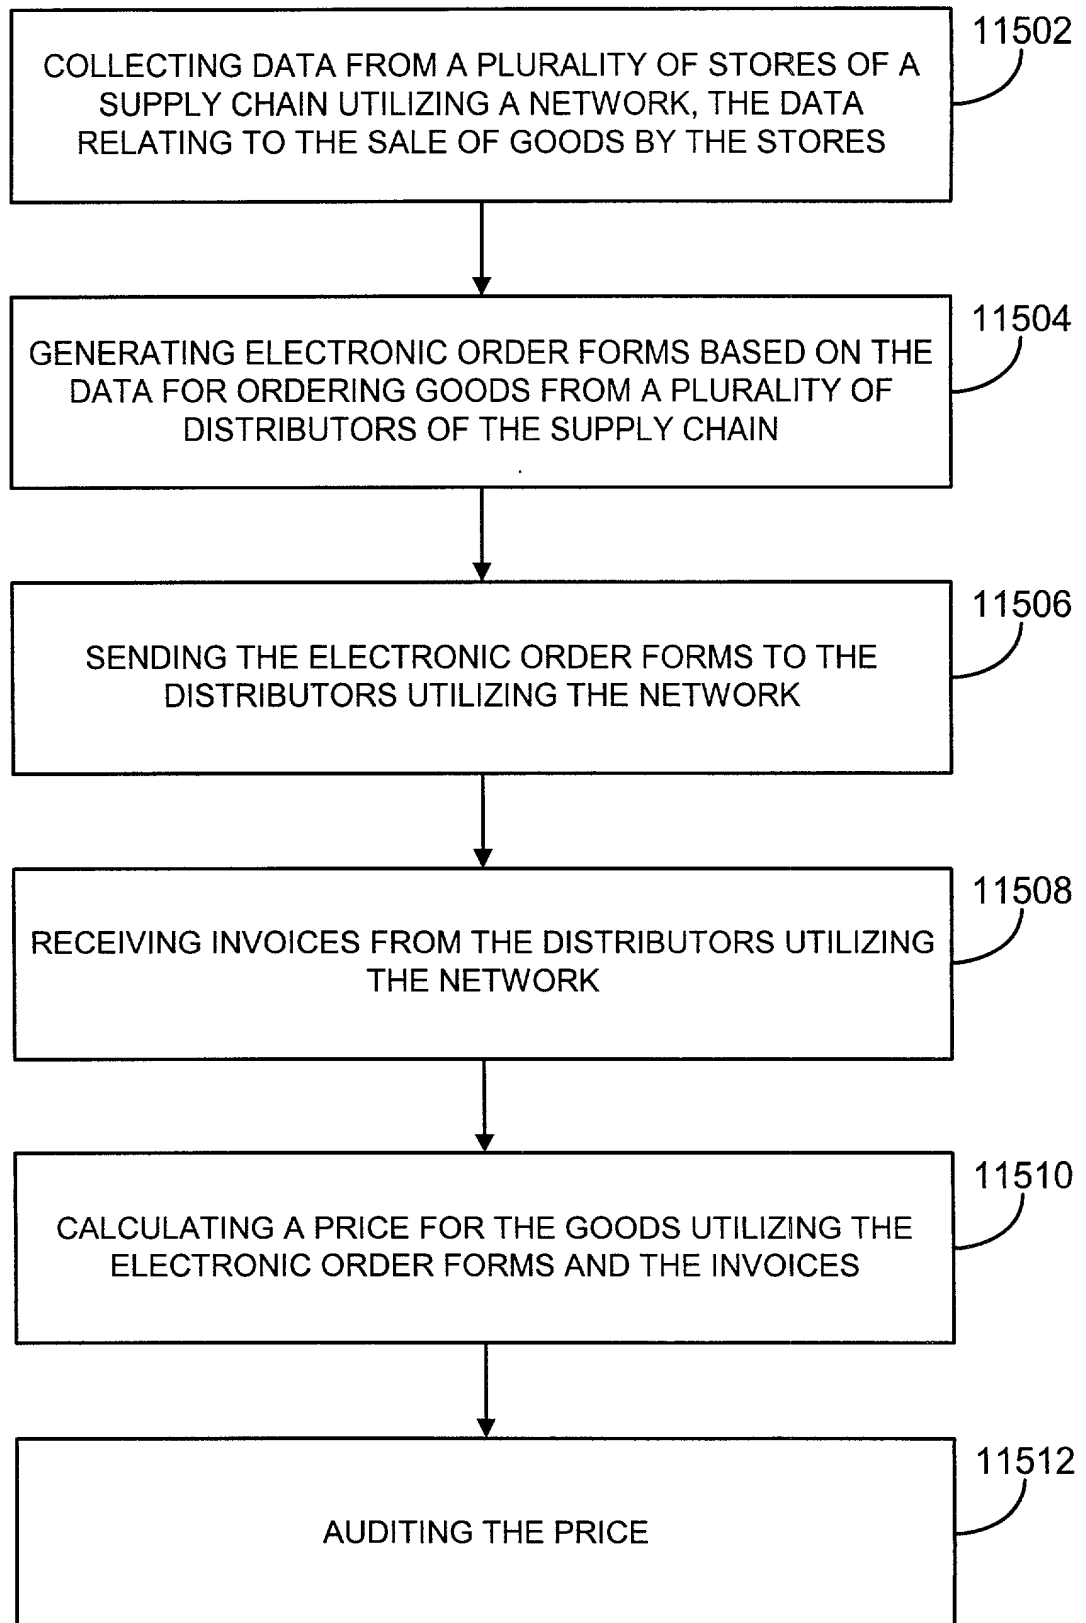 11502
COLLECTING DATA FROM A PLURALITY OF STORES OF A
SUPPLY CHAIN UTILIZING A NETWORK, THE DATA
RELATING TO THE SALE OF GOODS BY THE STORES
11504
GENERATING ELECTRONIC ORDER FORMS BASED ON THE
DATA FOR ORDERING GOODS FROM A PLURALITY OF
DISTRIBUTORS OF THE SUPPLY CHAIN
11506
SENDING THE ELECTRONIC ORDER FORMS TO THE
DISTRIBUTORS UTILIZING THE NETWORK
11508
RECEIVING INVOICES FROM THE DISTRIBUTORS UTILIZING
THE NETWORK
11510
CALCULATING A PRICE FOR THE GOODS UTILIZING THE
ELECTRONIC ORDER FORMS AND THE INVOICES
11512
AUDITING THE PRICE